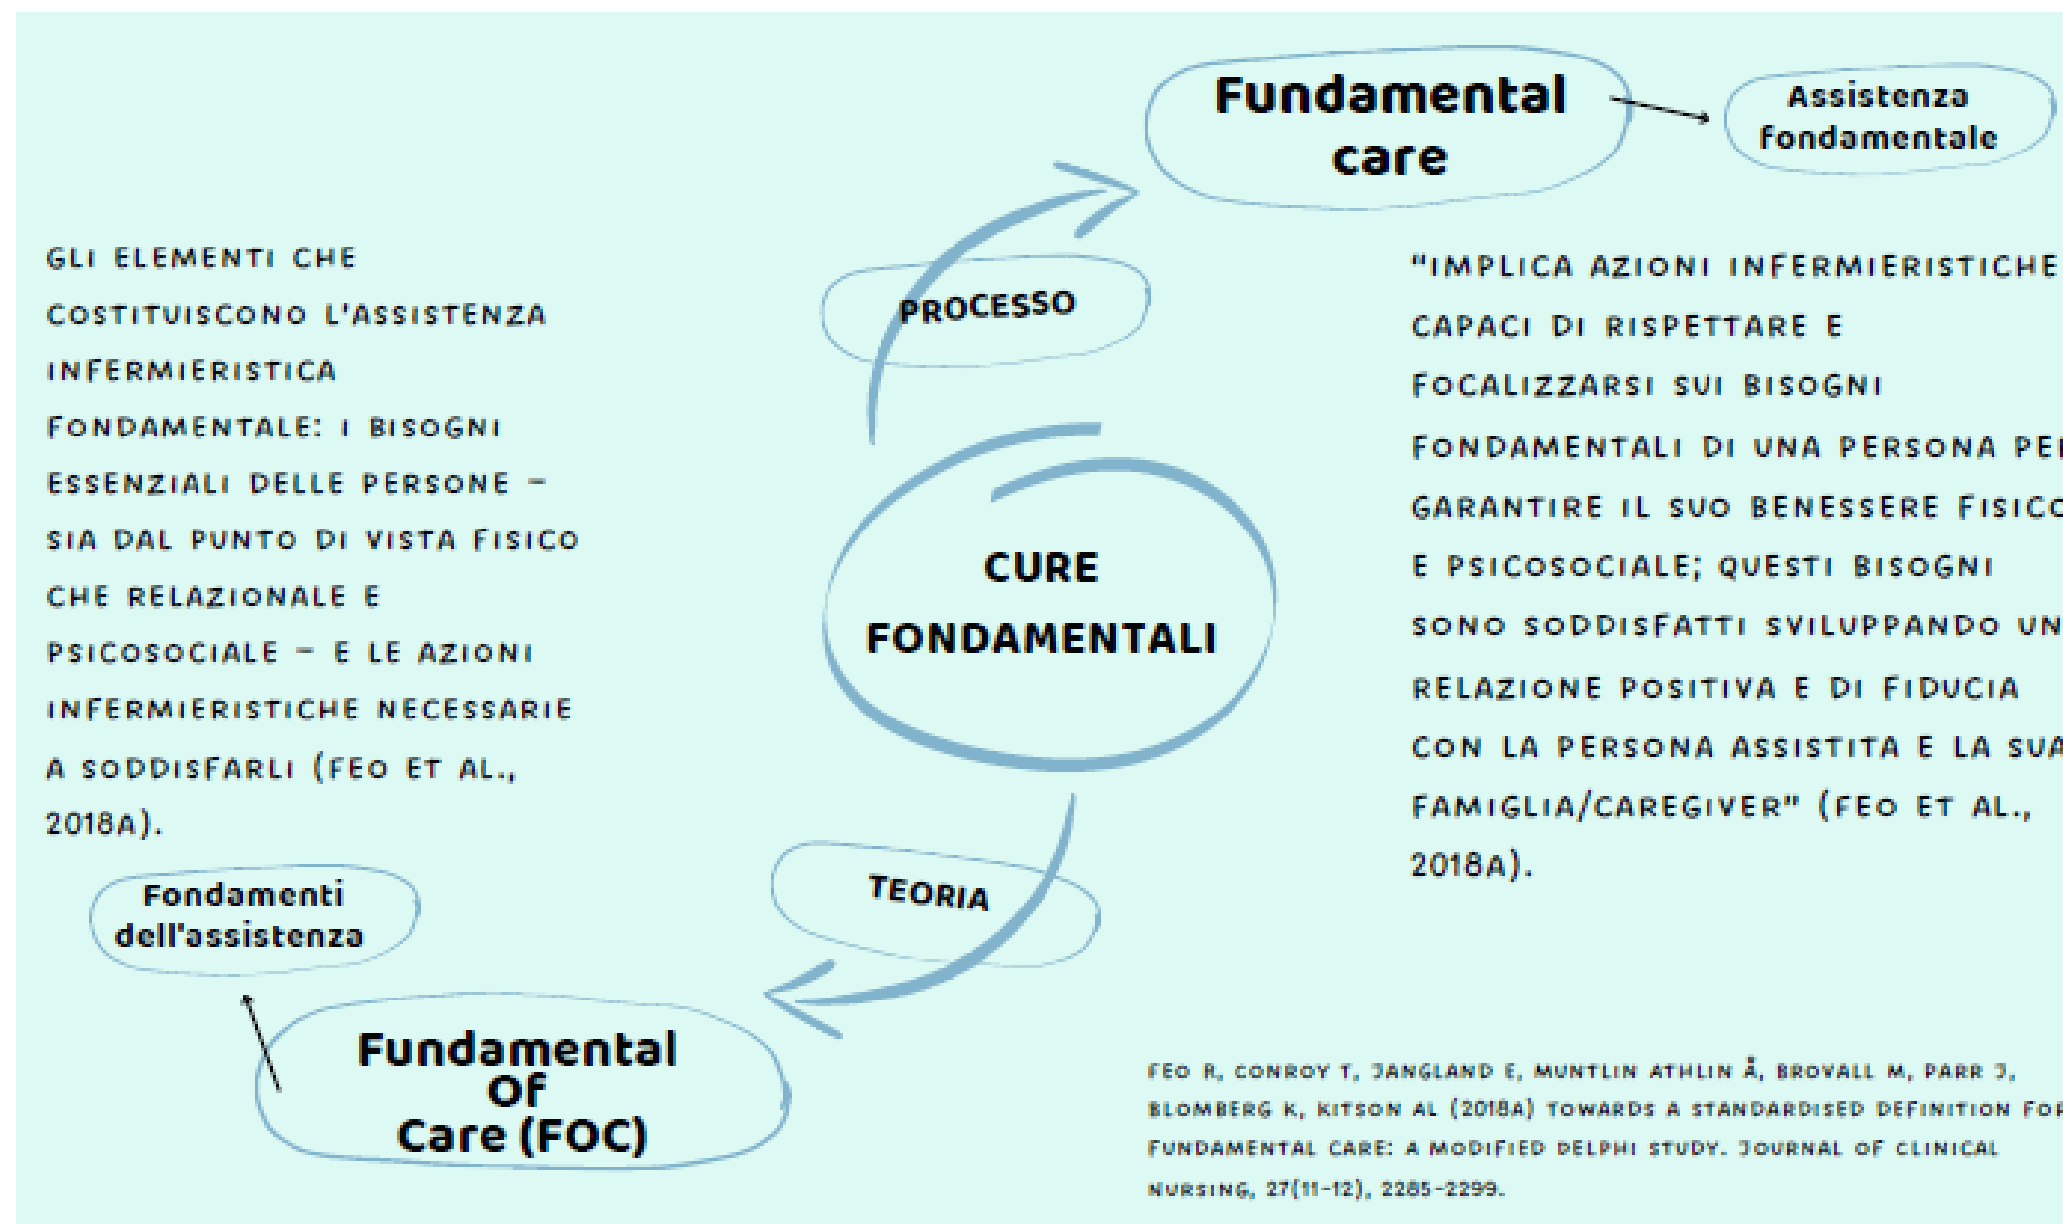 Fundamental
care
Assistenza
Fondamentale
PROCESSO
GLI ELEMENTI CHE
COSTITUISCONO L'ASSISTENZA
INFERMIERISTICA
FONDAMENTALE: I BISOGNI
ESSENZIALI DELLE PERSONE –
SIA DAL PUNTO DI VISTA FISICO
CHE RELAZIONALE E
PSICOSOCIALE – E LE AZIONI
INFERMIERISTICHE NECESSARIE
A SODDISFARLI (FEO ET AL.,
2018A).
CURE
FONDAMENTALI
"IMPLICA AZIONI INFERMIERISTICHE
CAPACI DI RISPETTARE E
FOCALIZZARSI SUI BISOGNI
FONDAMENTALI DI UNA PERSONA PER
GARANTIRE IL SUO BENESSERE FISICO
E PSICOSOCIALE; QUESTI BISOGNI
SONO SODDISFATTI SVILUPPANDO UN
RELAZIONE POSITIVA E DI FIDUCIA
CON LA PERSONA ASSISTITA E LA SUA
FAMIGLIA/CAREGIVER" (FEO ET AL.,
2018A).
TEORIA
Fondamenti
dell'assistenza
Fundamental
Of
Care (FOC)
FEO R, CONROY T, JANGLAND E, MUNTLIN ATHLIN Å, BROVALL M, PARR J,
BLOMBERG K, KITSON AL (2018A) TOWARDS A STANDARDISED DEFINITION FOR
FUNDAMENTAL CARE: A MODIFIED DELPHI STUDY. JOURNAL OF CLINICAL
NURSING, 27(11-12), 2285-2299.